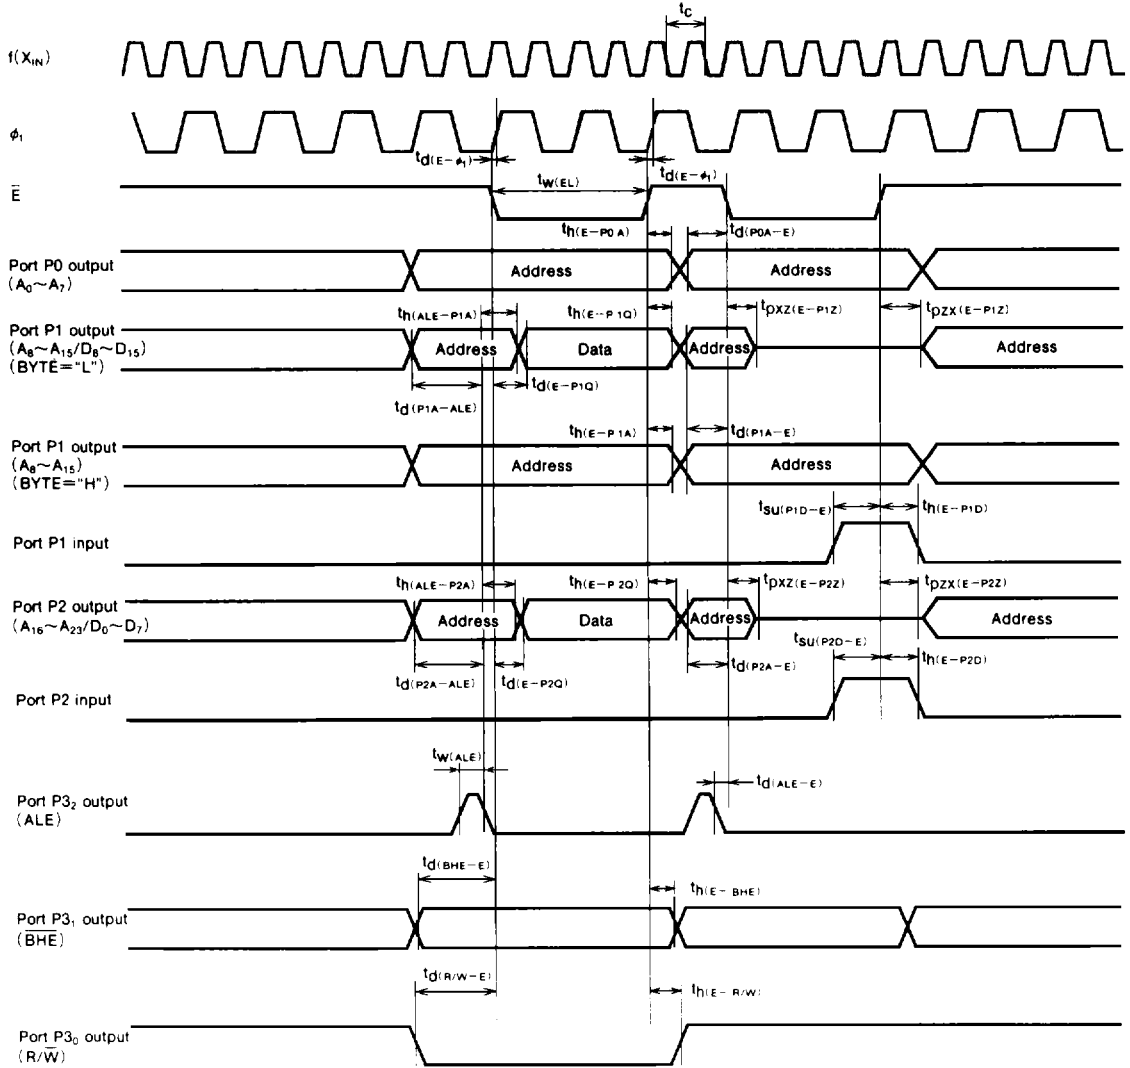 tC
f(XIN)
ϕ1
td(E−ϕ1)
tw(EL)
td(E−ϕ1)
E̅
th(E−P0A)
td(P0A−E)
Port P0 output
(A0~A7)
Address
Address
th(ALE−P1A)
th(E−P1Q)
tpxz(E−P1Z)
tpzx(E−P1Z)
Port P1 output
(A8~A15/D8~D15)
(BYTE="L")
Address
Data
Address
Address
td(P1A−ALE)
td(E−P1Q)
th(E−P1A)
td(P1A−E)
Port P1 output
(A8~A15)
(BYTE="H")
Address
Address
tsu(P1D−E)
th(E−P1D)
Port P1 input
th(ALE−P2A)
th(E−P2Q)
tpxz(E−P2Z)
tpzx(E−P2Z)
Port P2 output
(A16~A23/D0~D7)
Address
Data
Address
Address
tsu(P2D−E)
th(E−P2D)
td(P2A−ALE)
td(E−P2Q)
td(P2A−E)
Port P2 input
tw(ALE)
td(ALE−E)
Port P32 output
(ALE)
td(BHE−E)
th(E−BHE)
Port P31 output
(B̅H̅E̅)
td(R/W−E)
th(E−R/W)
Port P30 output
(R/W̅)